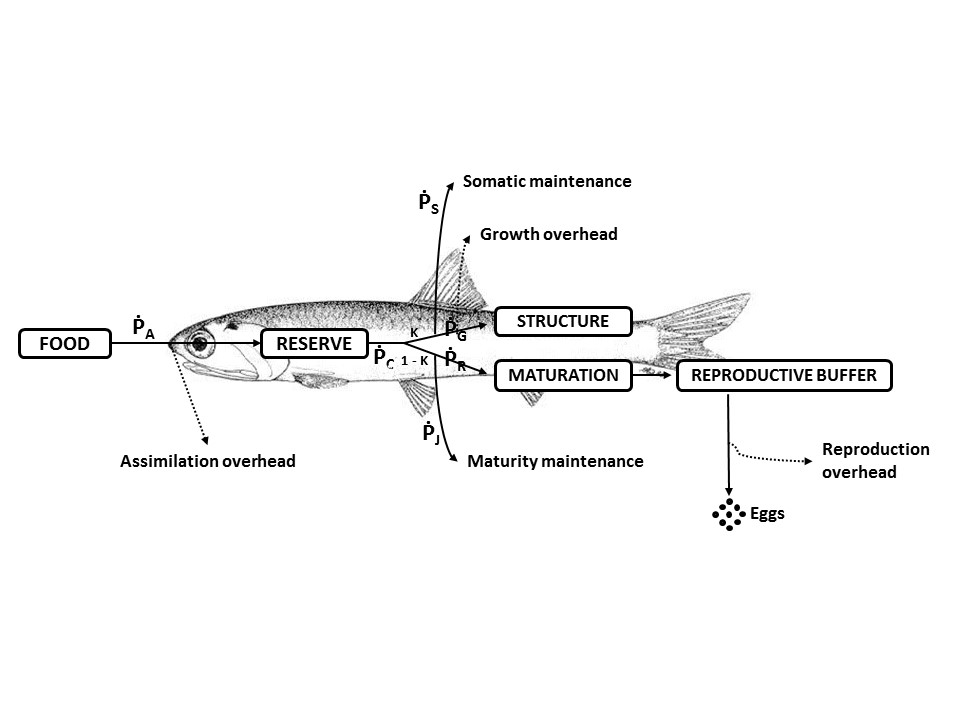 Somatic maintenance
ṖS
Growth overhead
ṖA
FOOD
RESERVE
K
ṖG
STRUCTURE
ṖC
1 - K
ṖR
MATURATION
REPRODUCTIVE BUFFER
ṖJ
Assimilation overhead
Maturity maintenance
Reproduction
overhead
Eggs